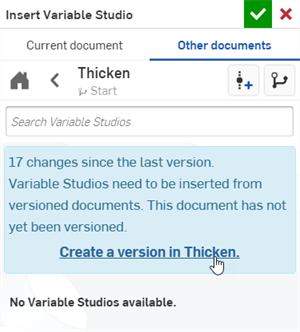 Insert Variable Studio
Current document
Other documents
Thicken
Start
Search Variable Studios
17 changes since the last version.
Variable Studios need to be inserted from
versioned documents. This document has not
yet been versioned.
Create a version in Thicken.
No Variable Studios available.